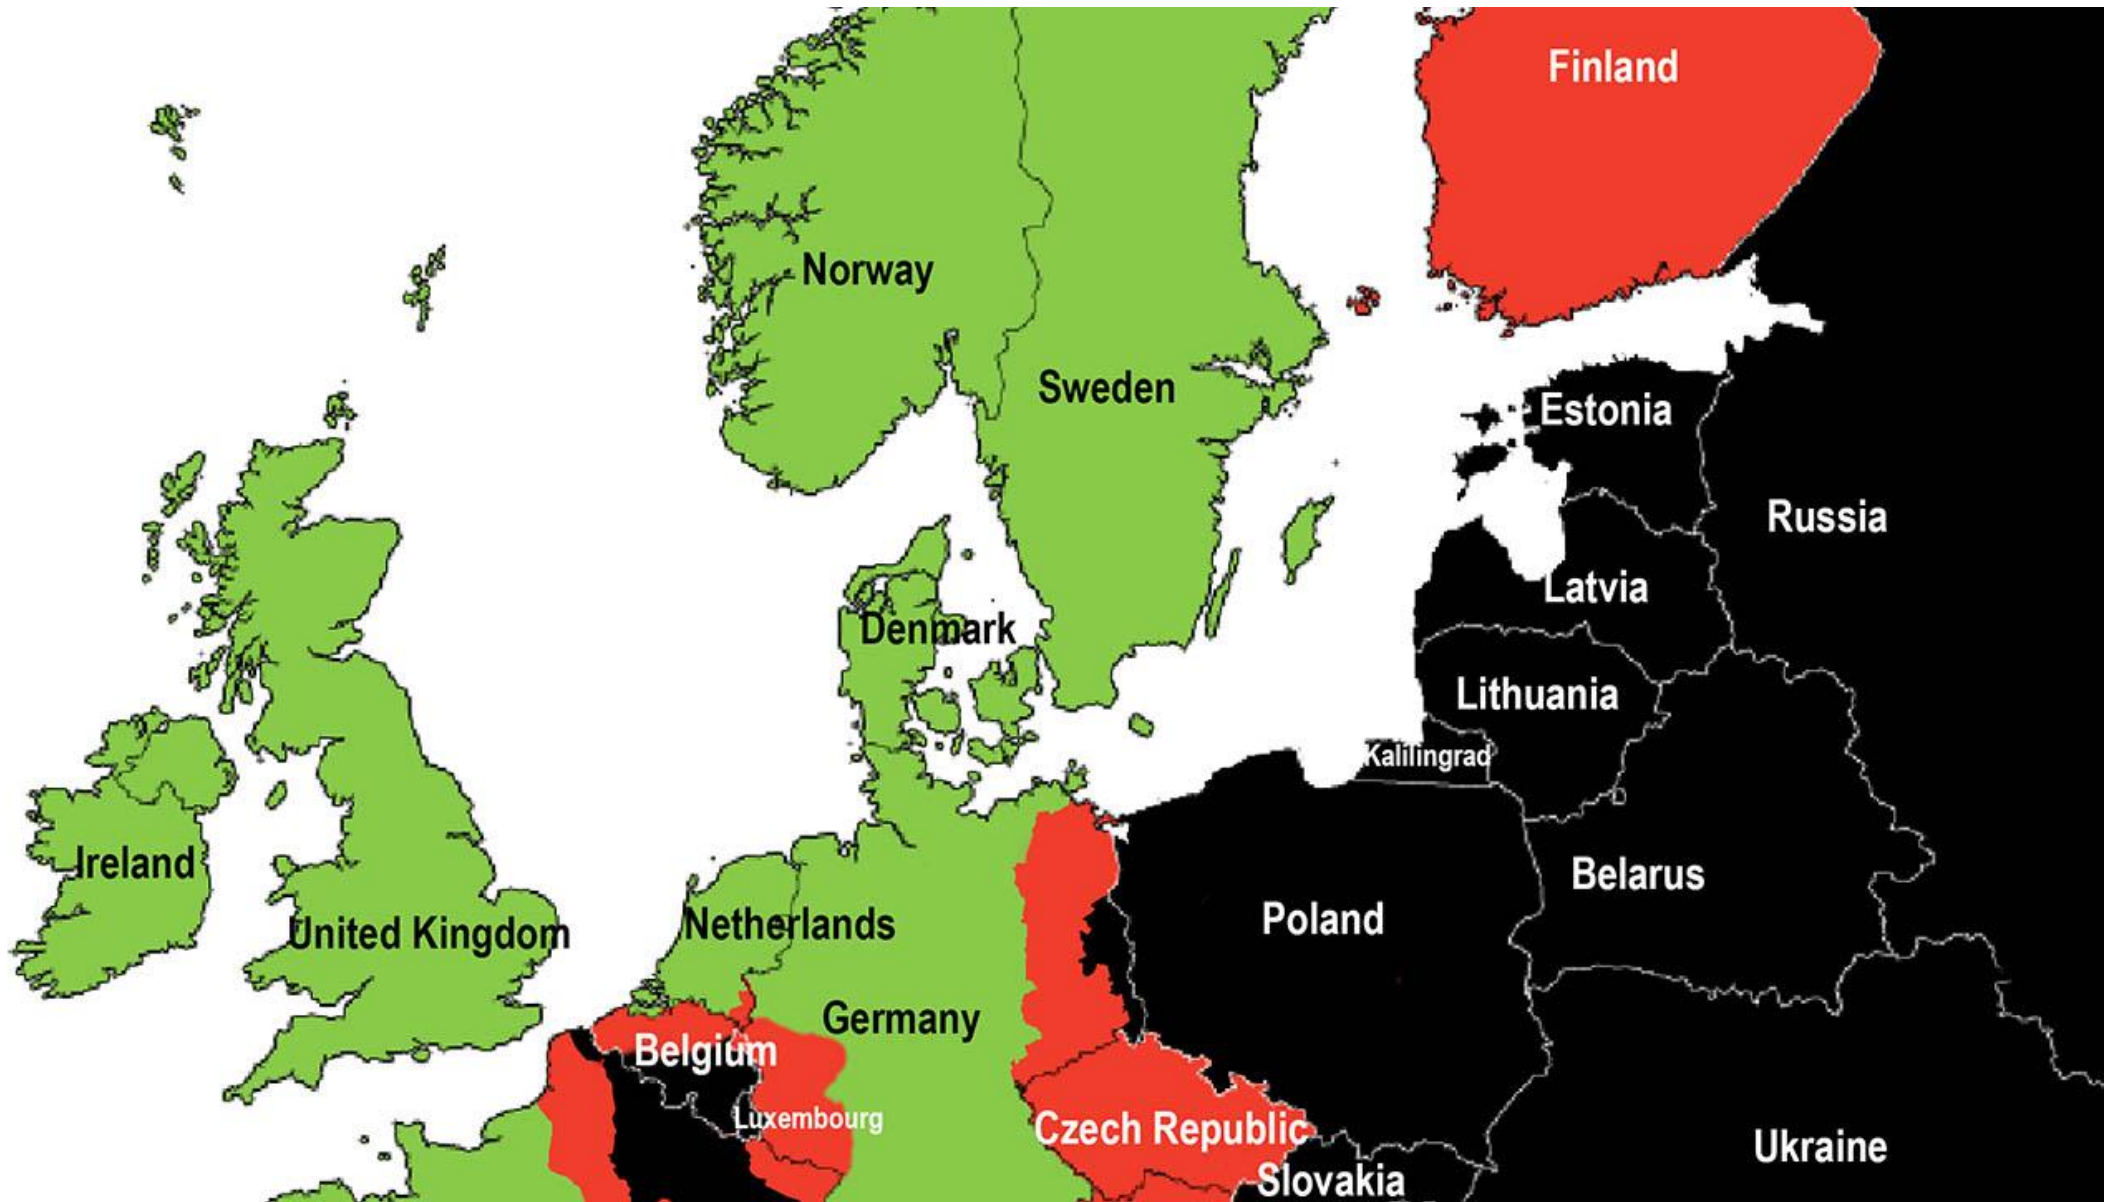 Finland
Norway
Sweden
Estonia
Russia
Latvia
Denmark
Lithuania
Kalilingrad
Ireland
Belarus
Poland
United Kingdom
Netherlands
Germany
Belgium
Luxembourg
Czech Republic
Ukraine
Slovakia